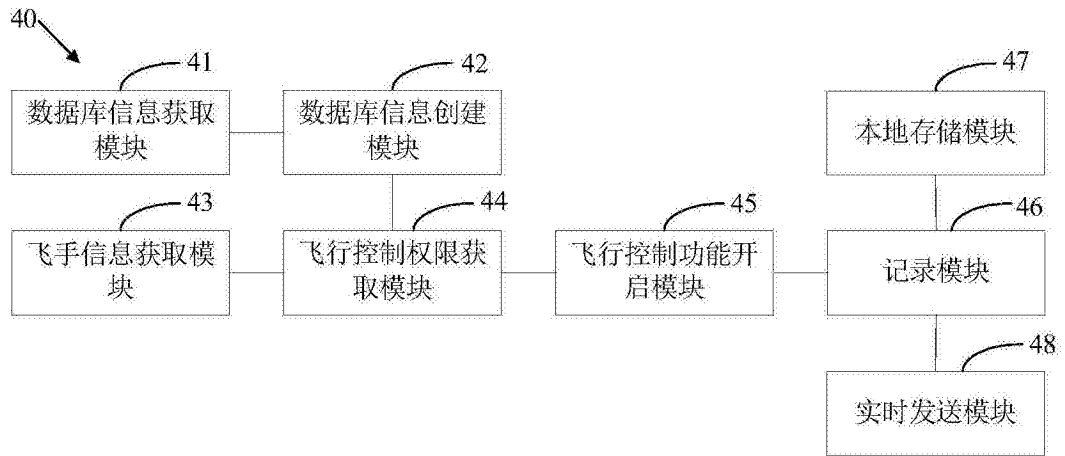 40
41
42
47
数据库信息获取
模块
数据库信息创建
模块
本地存储模块
43
44
45
46
飞手信息获取模
块
飞行控制权限获
取模块
飞行控制功能开
启模块
记录模块
48
实时发送模块